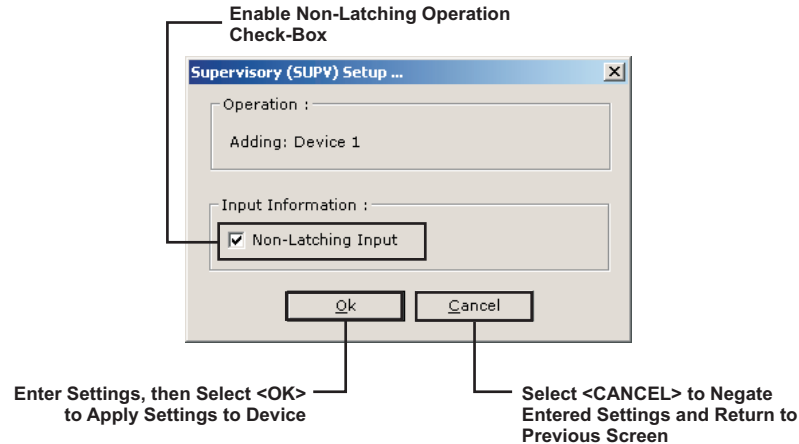 Enable Non-Latching Operation
Check-Box
Supervisory (SUPV) Setup ...
Operation :
Adding: Device 1
Input Information :
Non-Latching Input
Ok
Cancel
Enter Settings, then Select <OK>
to Apply Settings to Device
Select <CANCEL> to Negate
Entered Settings and Return to
Previous Screen